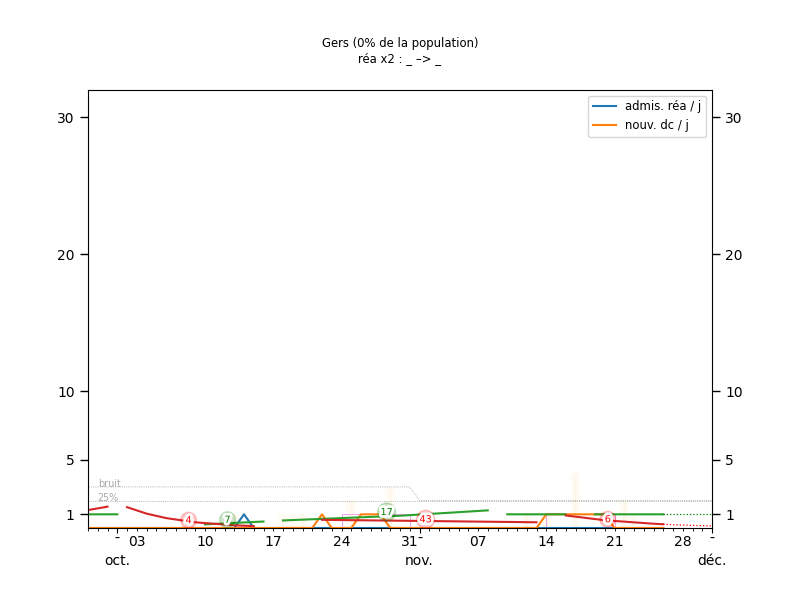 Gers (0% de la population)
réa x2 : _ –> _
admis. réa / j
nouv. dc / j
30 30
20 20
10 10
5 5
bruit
25%
1 1
4 7 17 43 6
- 03 10 17 24 31 - 07 14 21 28 -
oct. nov. déc.